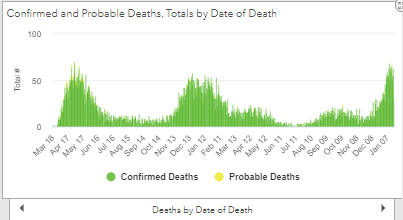 Confirmed and Probable Deaths, Totals by Date of Death
100
50
0
Total #
Mar 18
Apr 17
May 17
Jun 16
Jul 16
Aug 15
Sep 14
Oct 14
Nov 13
Dec 13
Jan 12
Feb 11
Mar 13
Apr 12
May 12
Jun 11
Jul 11
Aug 10
Sep 09
Oct 09
Nov 08
Dec 08
Jan 07
Confirmed Deaths
Probable Deaths
Deaths by Date of Death